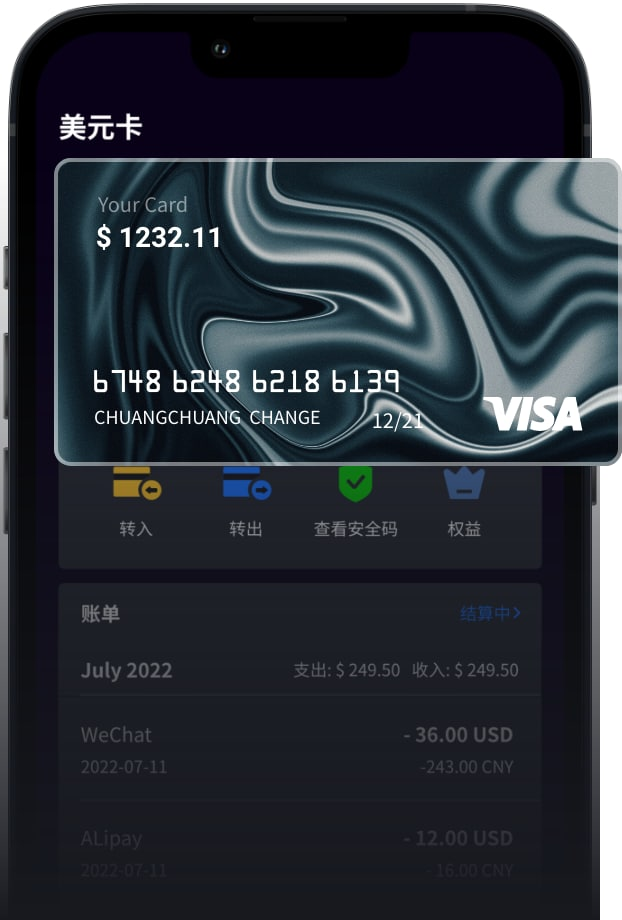 美元卡
Your Card
$ 1232.11
6748 6248 6218 6139
CHUANGCHUANG CHANGE 12/21
VISA
转入 转出 查看安全码 权益
账单 结算中
July 2022 支出: $ 249.50 收入: $ 249.50
WeChat - 36.00 USD
2022-07-11 -243.00 CNY
ALipay - 12.00 USD
2022-07-11 - 16.00 CNY